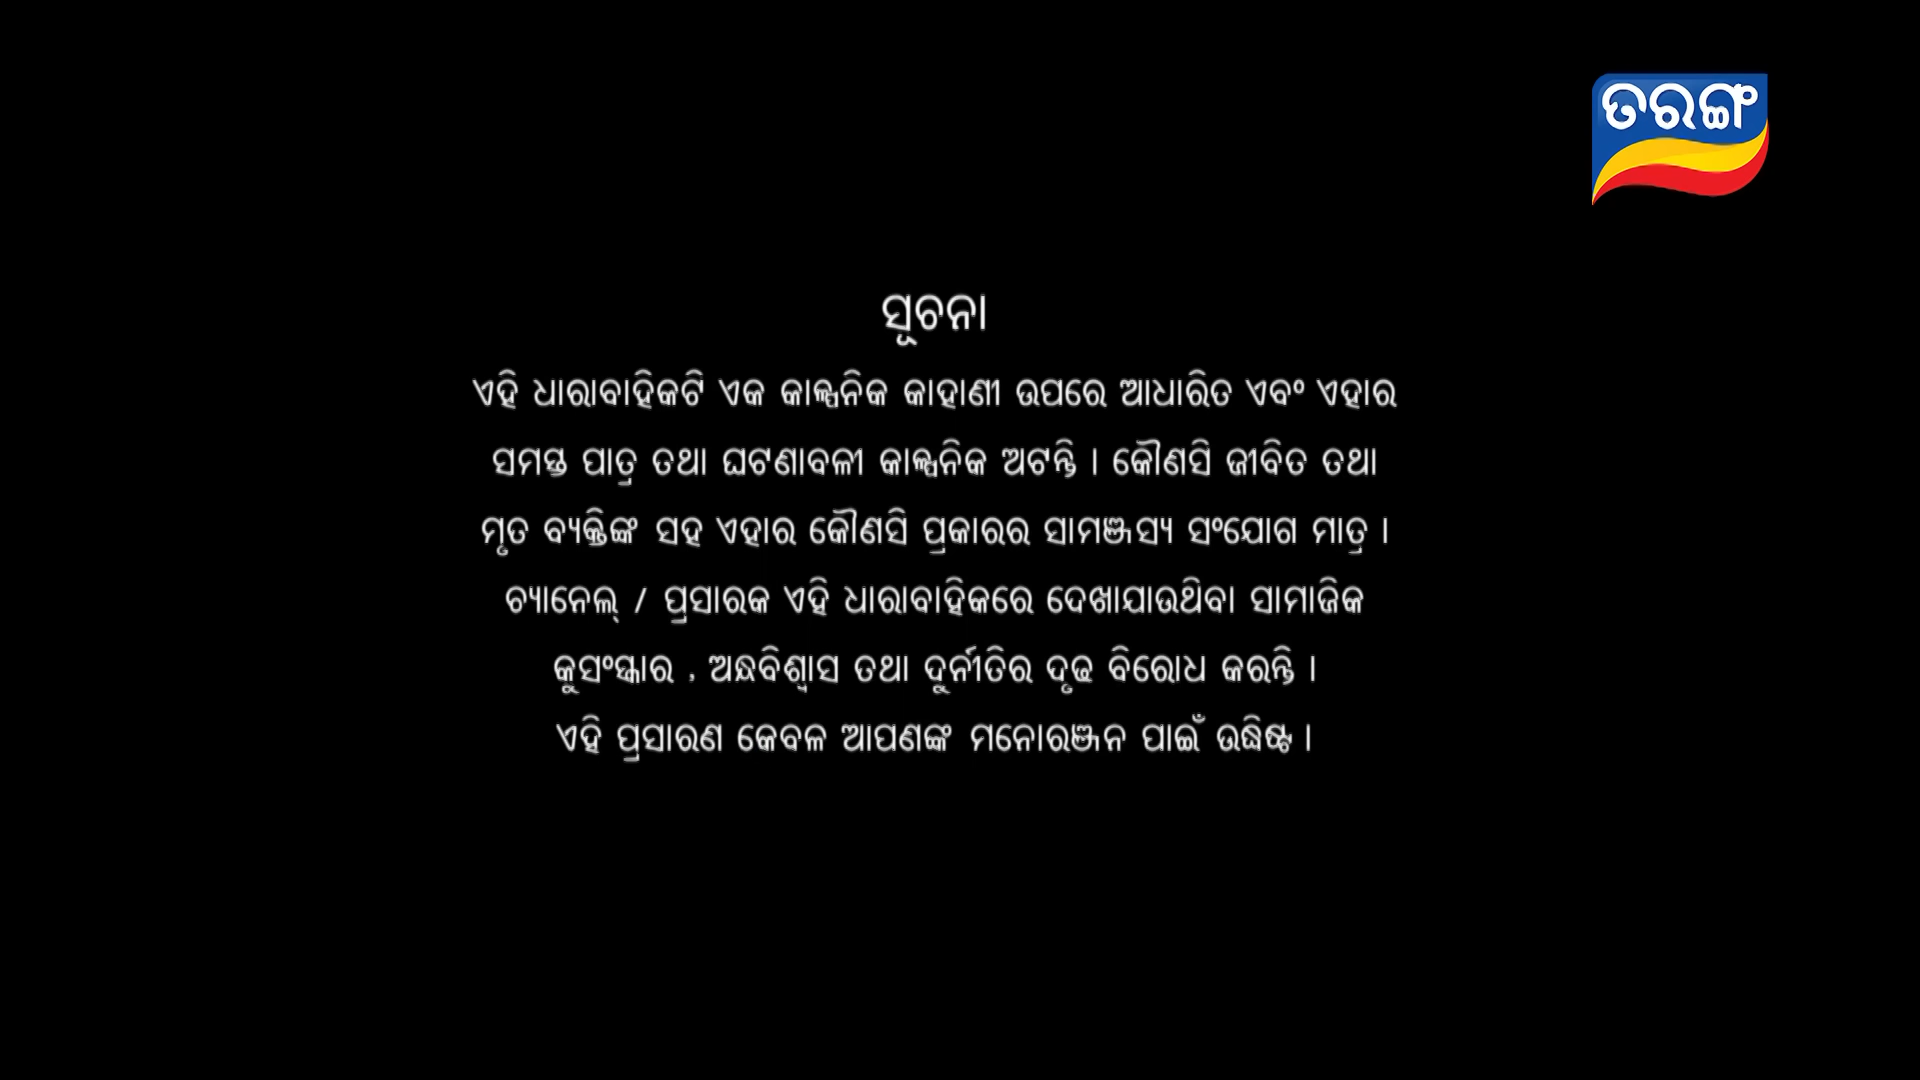 ତରଙ୍ଗ
ସୂଚନା
ଏହି ଧାରାବାହିକଟି ଏକ କାଳ୍ପନିକ କାହାଣୀ ଉପରେ ଆଧାରିତ ଏବଂ ଏହାର
ସମସ୍ତ ପାତ୍ର ତଥା ଘଟଣାବଳୀ କାଳ୍ପନିକ ଅଟନ୍ତି । କୌଣସି ଜୀବିତ ତଥା
ମୃତ ବ୍ୟକ୍ତିଙ୍କ ସହ ଏହାର କୌଣସି ପ୍ରକାରର ସାମଞ୍ଜସ୍ୟ ସଂଯୋଗ ମାତ୍ର ।
ଚ୍ୟାନେଲ୍ / ପ୍ରସାରକ ଏହି ଧାରାବାହିକରେ ଦେଖାଯାଉଥିବା ସାମାଜିକ
କୁସଂସ୍କାର , ଅନ୍ଧବିଶ୍ୱାସ ତଥା ଦୁର୍ନୀତିର ଦୃଢ ବିରୋଧ କରନ୍ତି ।
ଏହି ପ୍ରସାରଣ କେବଳ ଆପଣଙ୍କ ମନୋରଞ୍ଜନ ପାଇଁ ଉଦ୍ଧିଷ୍ଟ ।